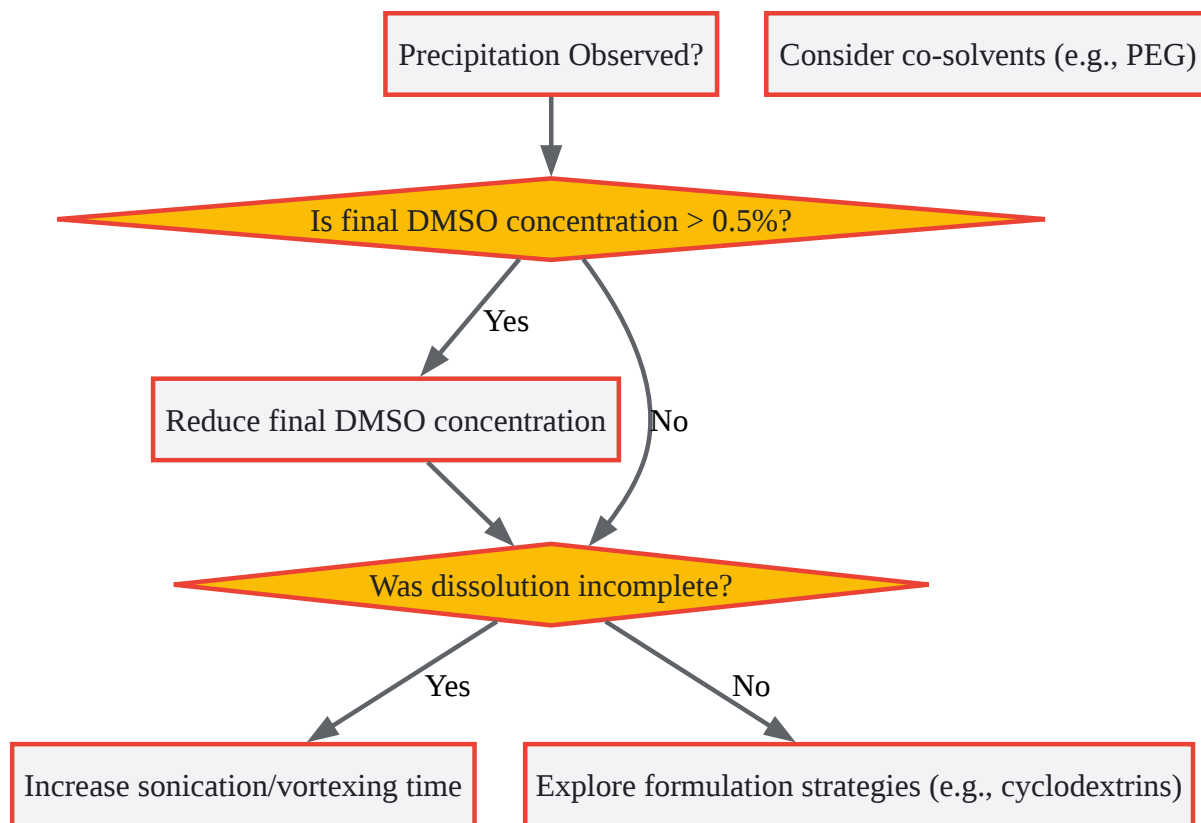 Precipitation Observed?
Consider co-solvents (e.g., PEG)
Is final DMSO concentration > 0.5%?
Yes
Reduce final DMSO concentration
No
Was dissolution incomplete?
Yes
No
Increase sonication/vortexing time
Explore formulation strategies (e.g., cyclodextrins)